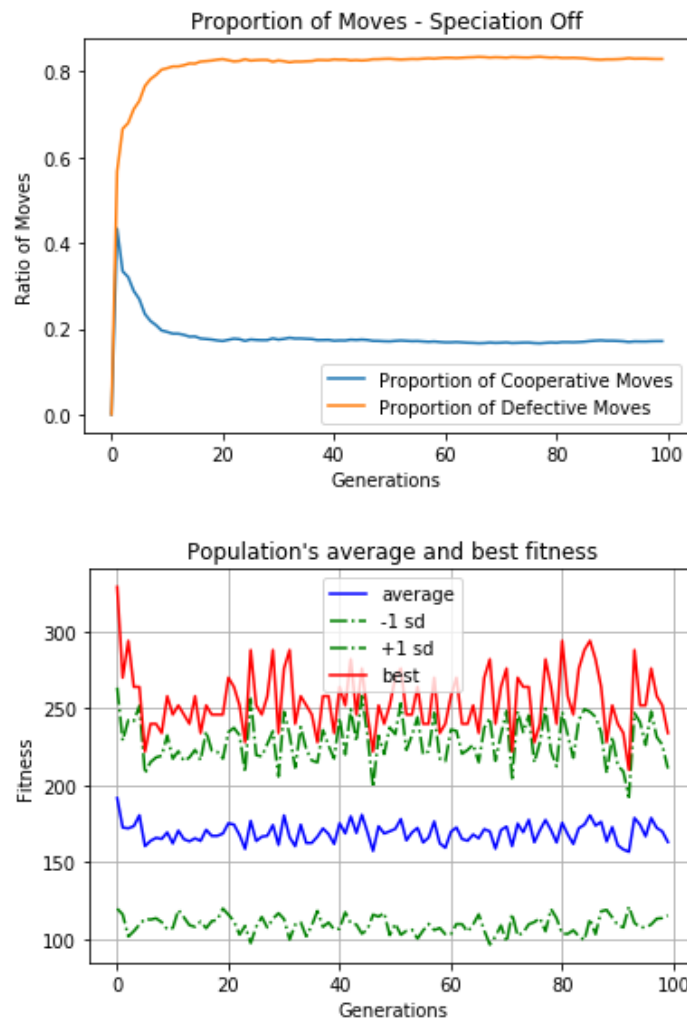 Proportion of Moves - Speciation Off
0.8
0.6
0.4
0.2
0.0
Ratio of Moves
Proportion of Cooperative Moves
Proportion of Defective Moves
0 20 40 60 80 100
Generations
Population's average and best fitness
average
-1 sd
+1 sd
best
300
250
200
150
100
Fitness
0 20 40 60 80 100
Generations